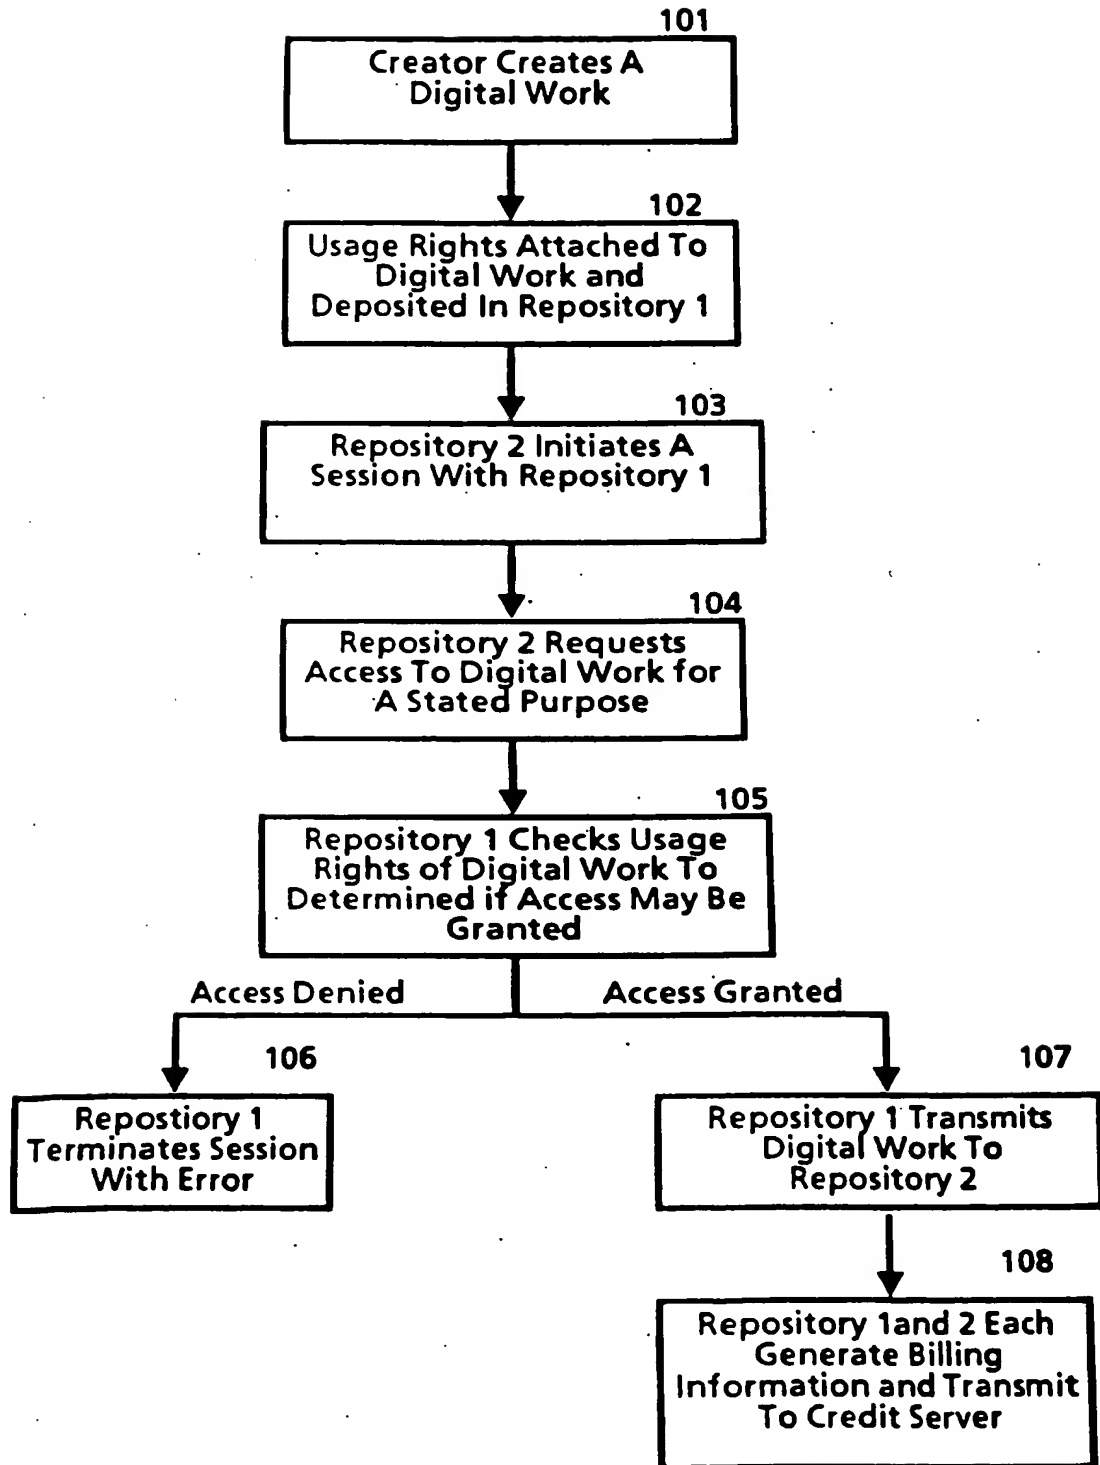 101
Creator Creates A
Digital Work
102
Usage Rights Attached To
Digital Work and
Deposited In Repository 1
103
Repository 2 Initiates A
Session With Repository 1
104
Repository 2 Requests
Access To Digital Work for
A Stated Purpose
105
Repository 1 Checks Usage
Rights of Digital Work To
Determined if Access May Be
Granted
Access Denied
Access Granted
106
Repostiory 1
Terminates Session
With Error
107
Repository 1 Transmits
Digital Work To
Repository 2
108
Repository 1and 2 Each
Generate Billing
Information and Transmit
To Credit Server